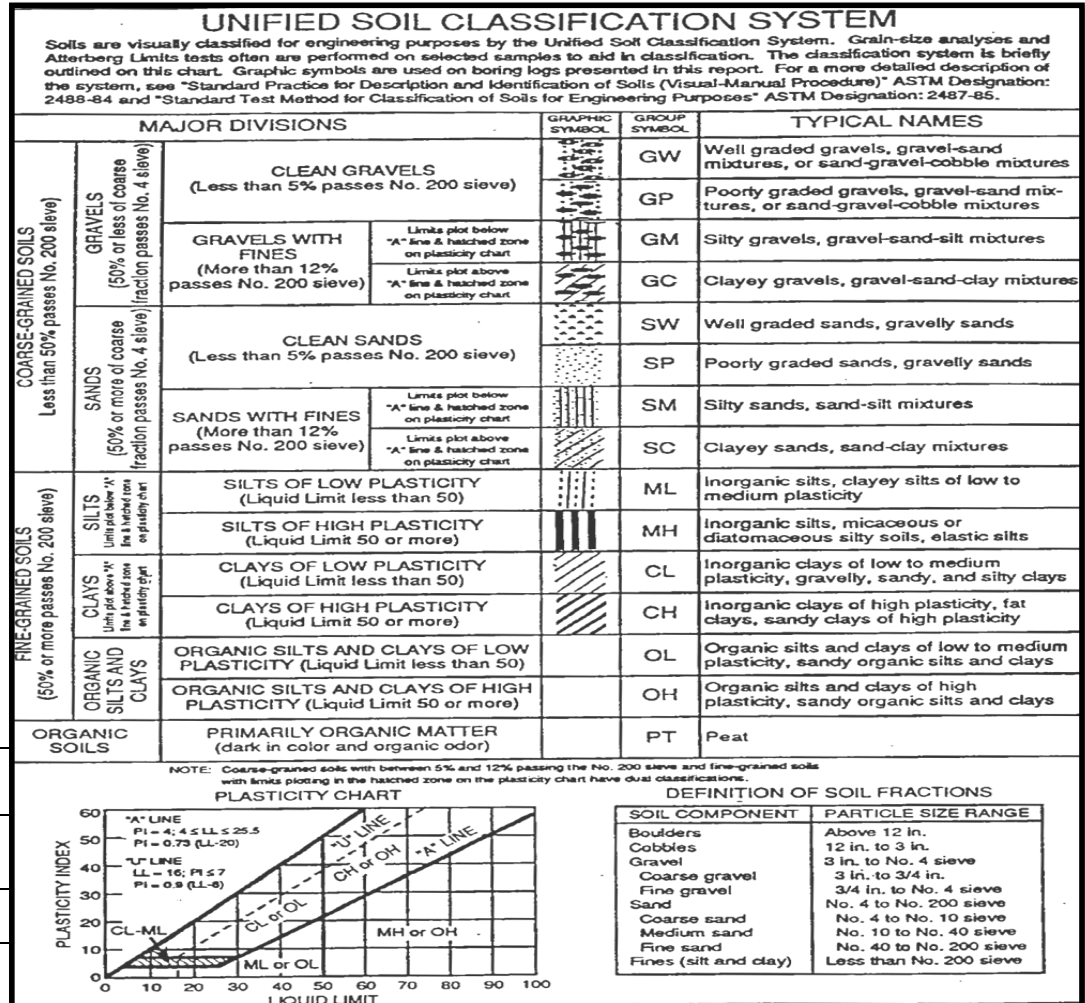 UNIFIED SOIL CLASSIFICATION SYSTEM
Soils are visually classified for engineering purposes by the Unified Soil Classification System. Grain-size analyses and
Atterberg Limits tests often are performed on selected samples to aid in classification. The classification system is briefly
outlined on this chart. Graphic symbols are used on boring logs presented in this report. For a more detailed description of
the system, see "Standard Practice for Description and Identification of Soils (Visual-Manual Procedure)" ASTM Designation:
2488-84 and "Standard Test Method for Classification of Soils for Engineering Purposes" ASTM Designation: 2487-85.
MAJOR DIVISIONS
GRAPHIC
SYMBOL
GROUP
SYMBOL
TYPICAL NAMES
COARSE-GRAINED SOILS
Less than 50% passes No. 200 sieve)
GRAVELS
(50% or less of coarse
fraction passes No. 4 sieve)
CLEAN GRAVELS
(Less than 5% passes No. 200 sieve)
GW
Well graded gravels, gravel-sand
mixtures, or sand-gravel-cobble mixtures
GP
Poorly graded gravels, gravel-sand mix-
tures, or sand-gravel-cobble mixtures
GRAVELS WITH
FINES
(More than 12%
passes No. 200 sieve)
Limits plot below
"A" line & hatched zone
on plasticity chart
GM
Silty gravels, gravel-sand-silt mixtures
Limits plot above
"A" line & hatched zone
on plasticity chart
GC
Clayey gravels, gravel-sand-clay mixtures
SANDS
(50% or more of coarse
fraction passes No. 4 sieve)
CLEAN SANDS
(Less than 5% passes No. 200 sieve)
SW
Well graded sands, gravelly sands
SP
Poorly graded sands, gravelly sands
SANDS WITH FINES
(More than 12%
passes No. 200 sieve)
Limits plot below
"A" line & hatched zone
on plasticity chart
SM
Silty sands, sand-silt mixtures
Limits plot above
"A" line & hatched zone
on plasticity chart
SC
Clayey sands, sand-clay mixtures
FINE-GRAINED SOILS
(50% or more passes No. 200 sieve)
SILTS
Limits plot below "A"
line & hatched zone
on plasticity chart
SILTS OF LOW PLASTICITY
(Liquid Limit less than 50)
ML
Inorganic silts, clayey silts of low to
medium plasticity
SILTS OF HIGH PLASTICITY
(Liquid Limit 50 or more)
MH
Inorganic silts, micaceous or
diatomaceous silty soils, elastic silts
CLAYS
Limits plot above "A"
line & hatched zone
on plasticity chart
CLAYS OF LOW PLASTICITY
(Liquid Limit less than 50)
CL
Inorganic clays of low to medium
plasticity, gravelly, sandy, and silty clays
CLAYS OF HIGH PLASTICITY
(Liquid Limit 50 or more)
CH
Inorganic clays of high plasticity, fat
clays, sandy clays of high plasticity
ORGANIC
SILTS AND
CLAYS
ORGANIC SILTS AND CLAYS OF LOW
PLASTICITY (Liquid Limit less than 50)
OL
Organic silts and clays of low to medium
plasticity, sandy organic silts and clays
ORGANIC SILTS AND CLAYS OF HIGH
PLASTICITY (Liquid Limit 50 or more)
OH
Organic silts and clays of high
plasticity, sandy organic silts and clays
ORGANIC
SOILS
PRIMARILY ORGANIC MATTER
(dark in color and organic odor)
PT
Peat
NOTE: Coarse-grained soils with between 5% and 12% passing the No. 200 sieve and fine-grained soils
with limits plotting in the hatched zone on the plasticity chart have dual classifications.
PLASTICITY CHART
PLASTICITY INDEX
60
50
40
30
20
10
0
"A" LINE
PI = 4; 4 ≤ LL ≤ 25.5
PI = 0.73 (LL-20)
"U" LINE
LL = 16; PI ≤ 7
PI = 0.9 (LL-8)
"U" LINE
CH or OH
"A" LINE
CL or OL
CL-ML
MH or OH
ML or OL
0 10 20 30 40 50 60 70 80 90 100
LIQUID LIMIT
DEFINITION OF SOIL FRACTIONS
SOIL COMPONENT PARTICLE SIZE RANGE
Boulders Above 12 in.
Cobbles 12 in. to 3 in.
Gravel 3 in. to No. 4 sieve
Coarse gravel 3 in. to 3/4 in.
Fine gravel 3/4 in. to No. 4 sieve
Sand No. 4 to No. 200 sieve
Coarse sand No. 4 to No. 10 sieve
Medium sand No. 10 to No. 40 sieve
Fine sand No. 40 to No. 200 sieve
Fines (silt and clay) Less than No. 200 sieve